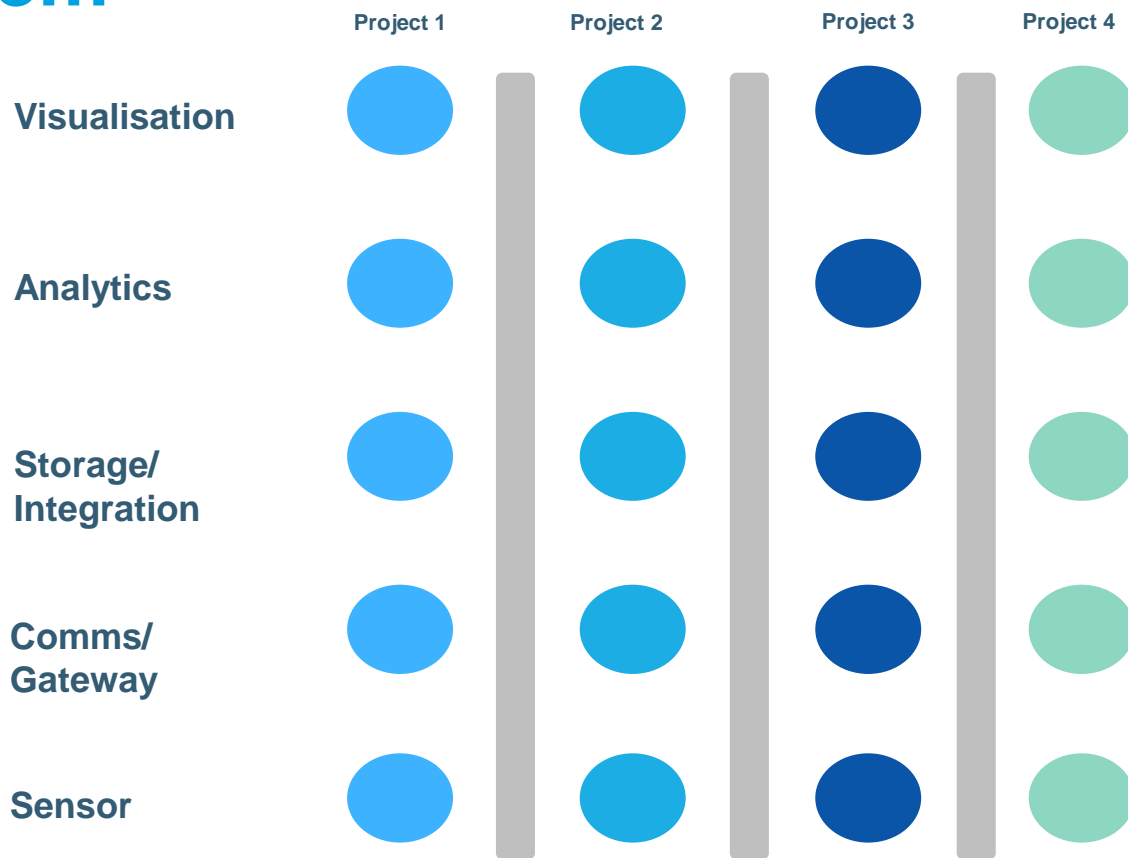 Project 1
Project 2
Project 3
Project 4
Visualisation
Analytics
Storage/
Integration
Comms/
Gateway
Sensor